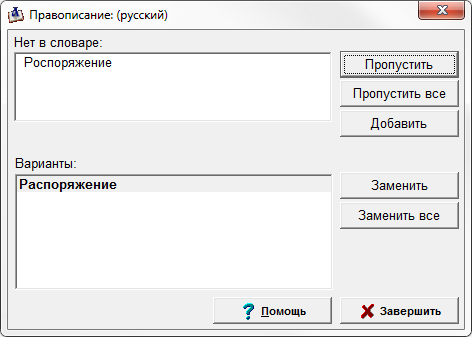 Правописание: (русский)
Нет в словаре:
Роспоряжение
Пропустить
Пропустить все
Добавить
Варианты:
Распоряжение
Заменить
Заменить все
Помощь
Завершить